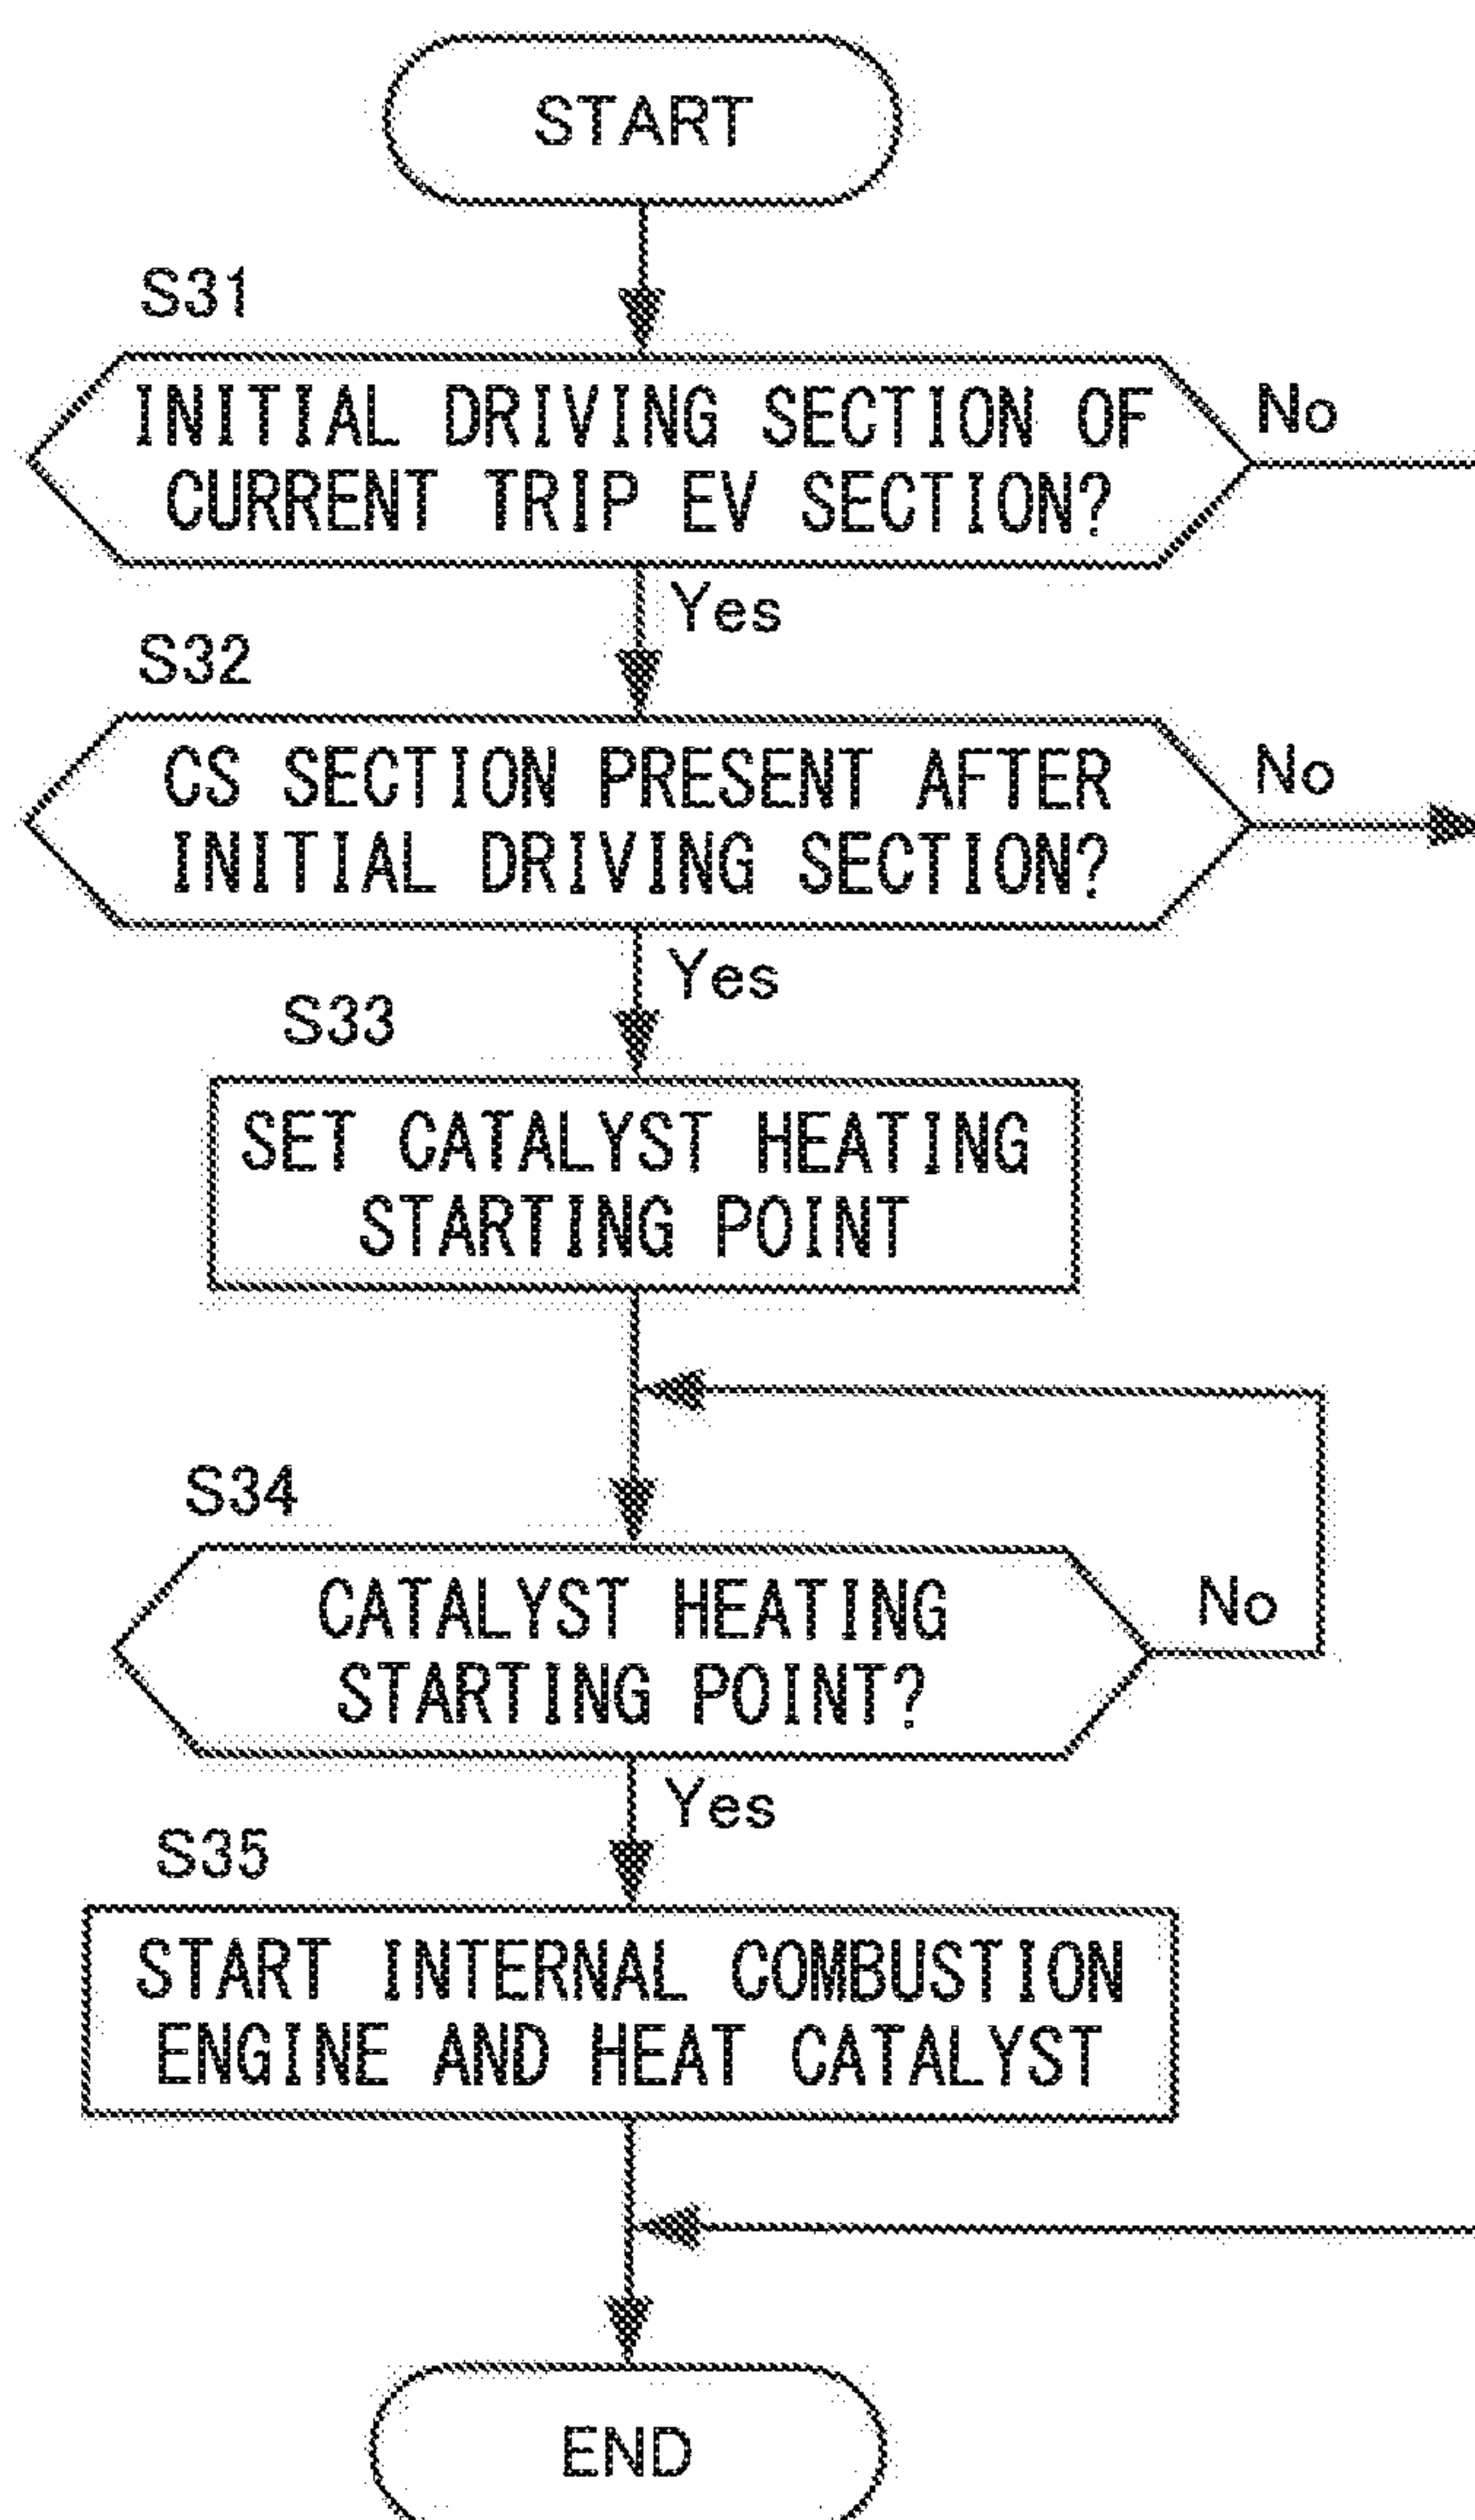 START
S31
INITIAL DRIVING SECTION OF
CURRENT TRIP EV SECTION?
No
Yes
S32
CS SECTION PRESENT AFTER
INITIAL DRIVING SECTION?
No
Yes
S33
SET CATALYST HEATING
STARTING POINT
S34
CATALYST HEATING
STARTING POINT?
No
Yes
S35
START INTERNAL COMBUSTION
ENGINE AND HEAT CATALYST
END